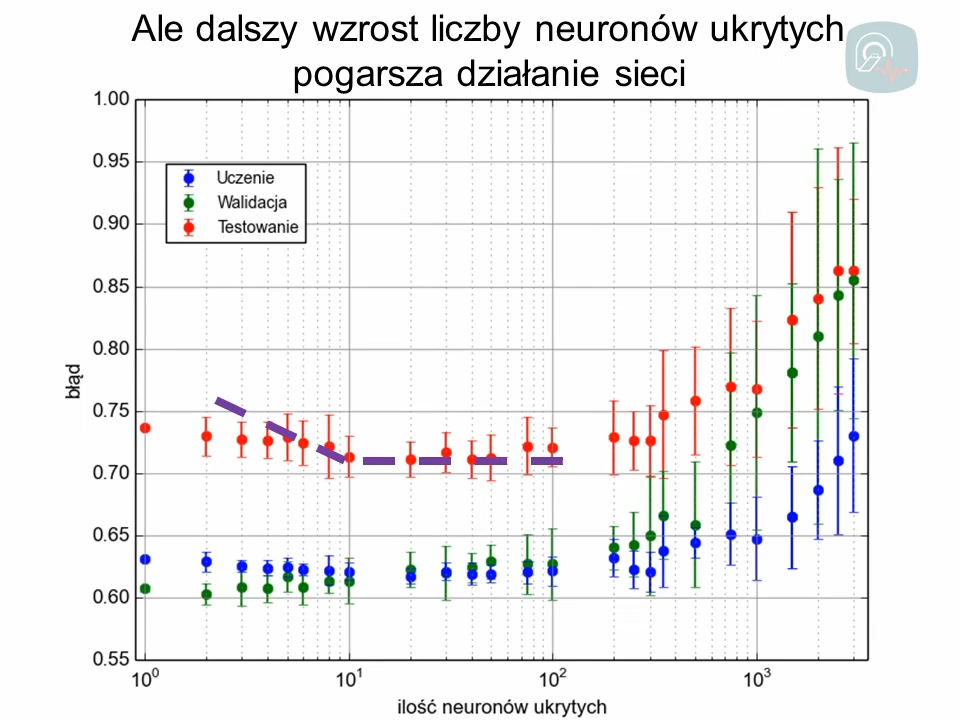 Ale dalszy wzrost liczby neuronów ukrytych
pogarsza działanie sieci
1.00
0.95
0.90
0.85
0.80
0.75
0.70
0.65
0.60
0.55
błąd
Uczenie
Walidacja
Testowanie
10⁰ 10¹ 10² 10³
ilość neuronów ukrytych